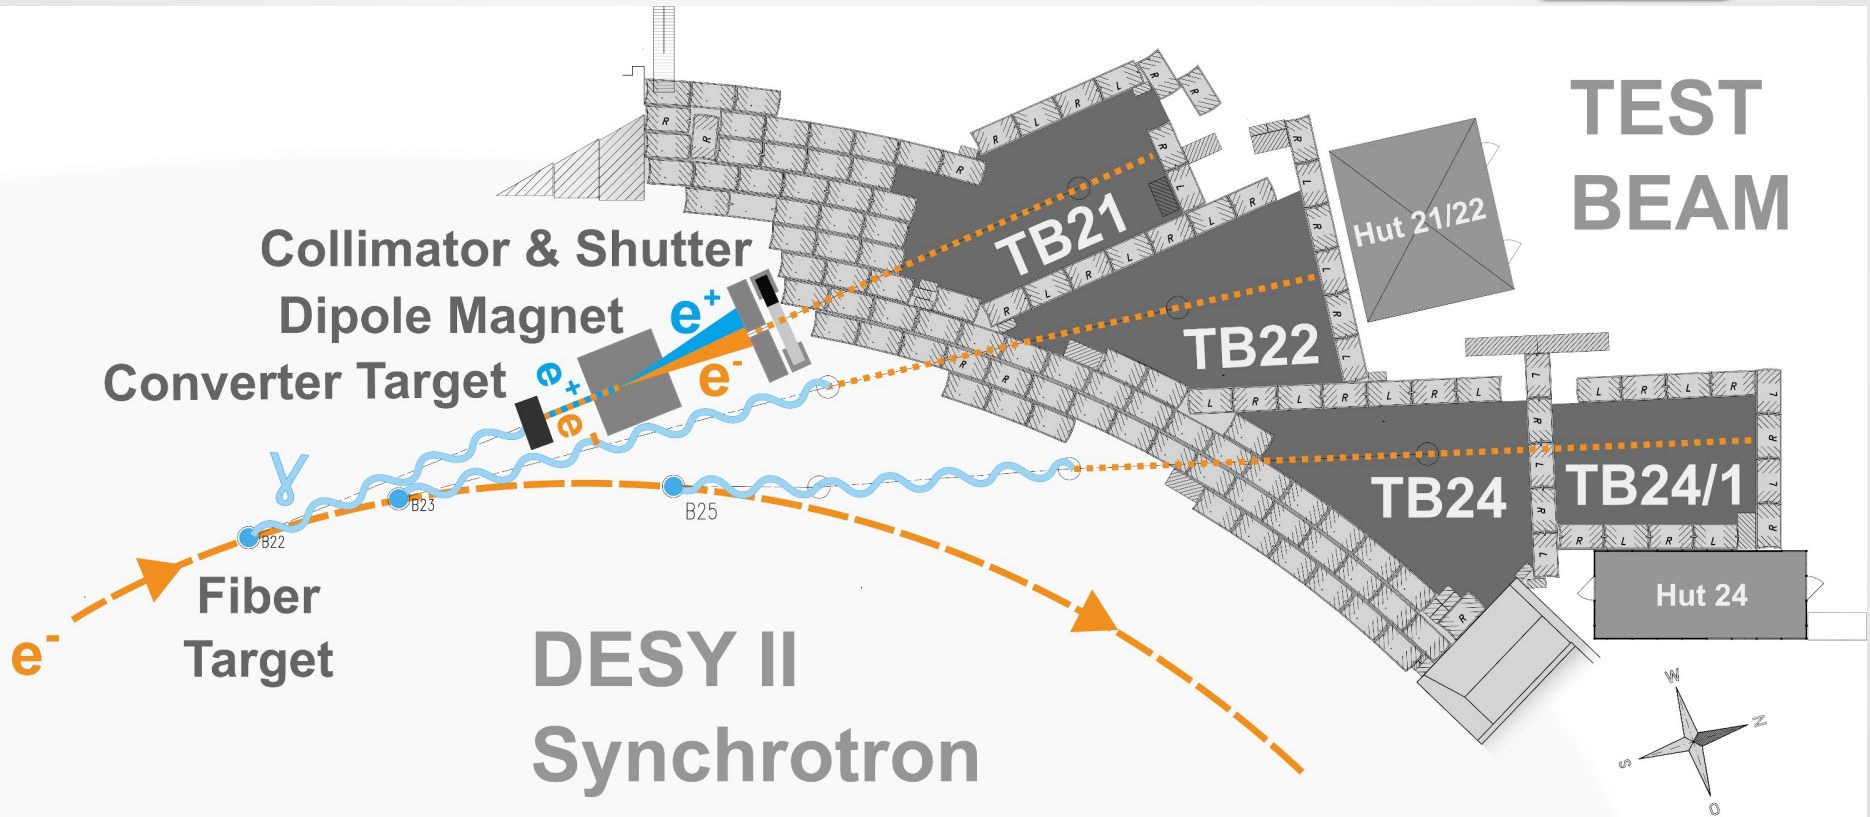 TEST
BEAM
Collimator & Shutter
Dipole Magnet
Converter Target
e+
e-
e+
e-
γ
TB21
TB22
Hut 21/22
TB24
TB24/1
Hut 24
B22
B23
B25
Fiber
Target
e-
DESY II
Synchrotron
W
N
S
O